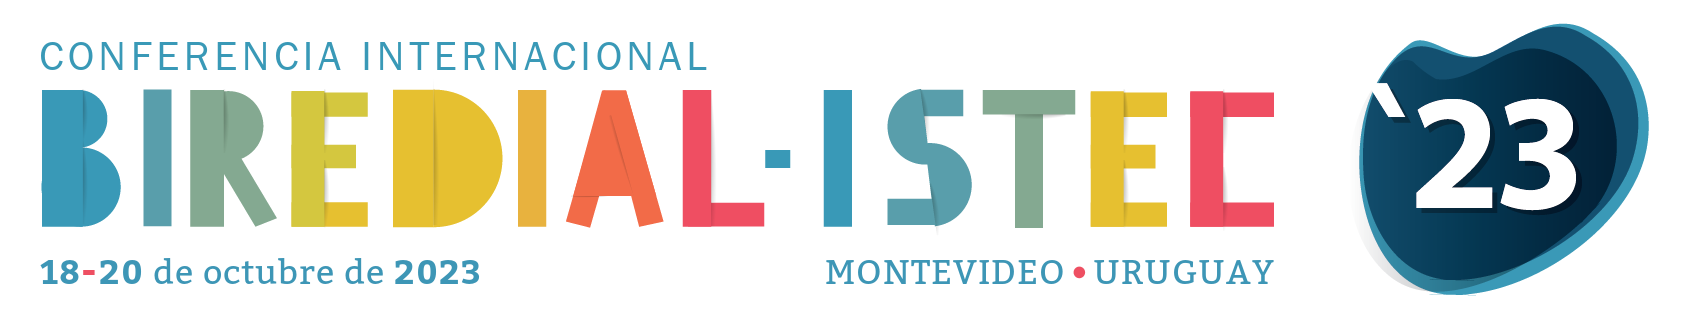 CONFERENCIA INTERNACIONAL
BIREDIAL-ISTEC
18-20 de octubre de 2023
MONTEVIDEO • URUGUAY
`23